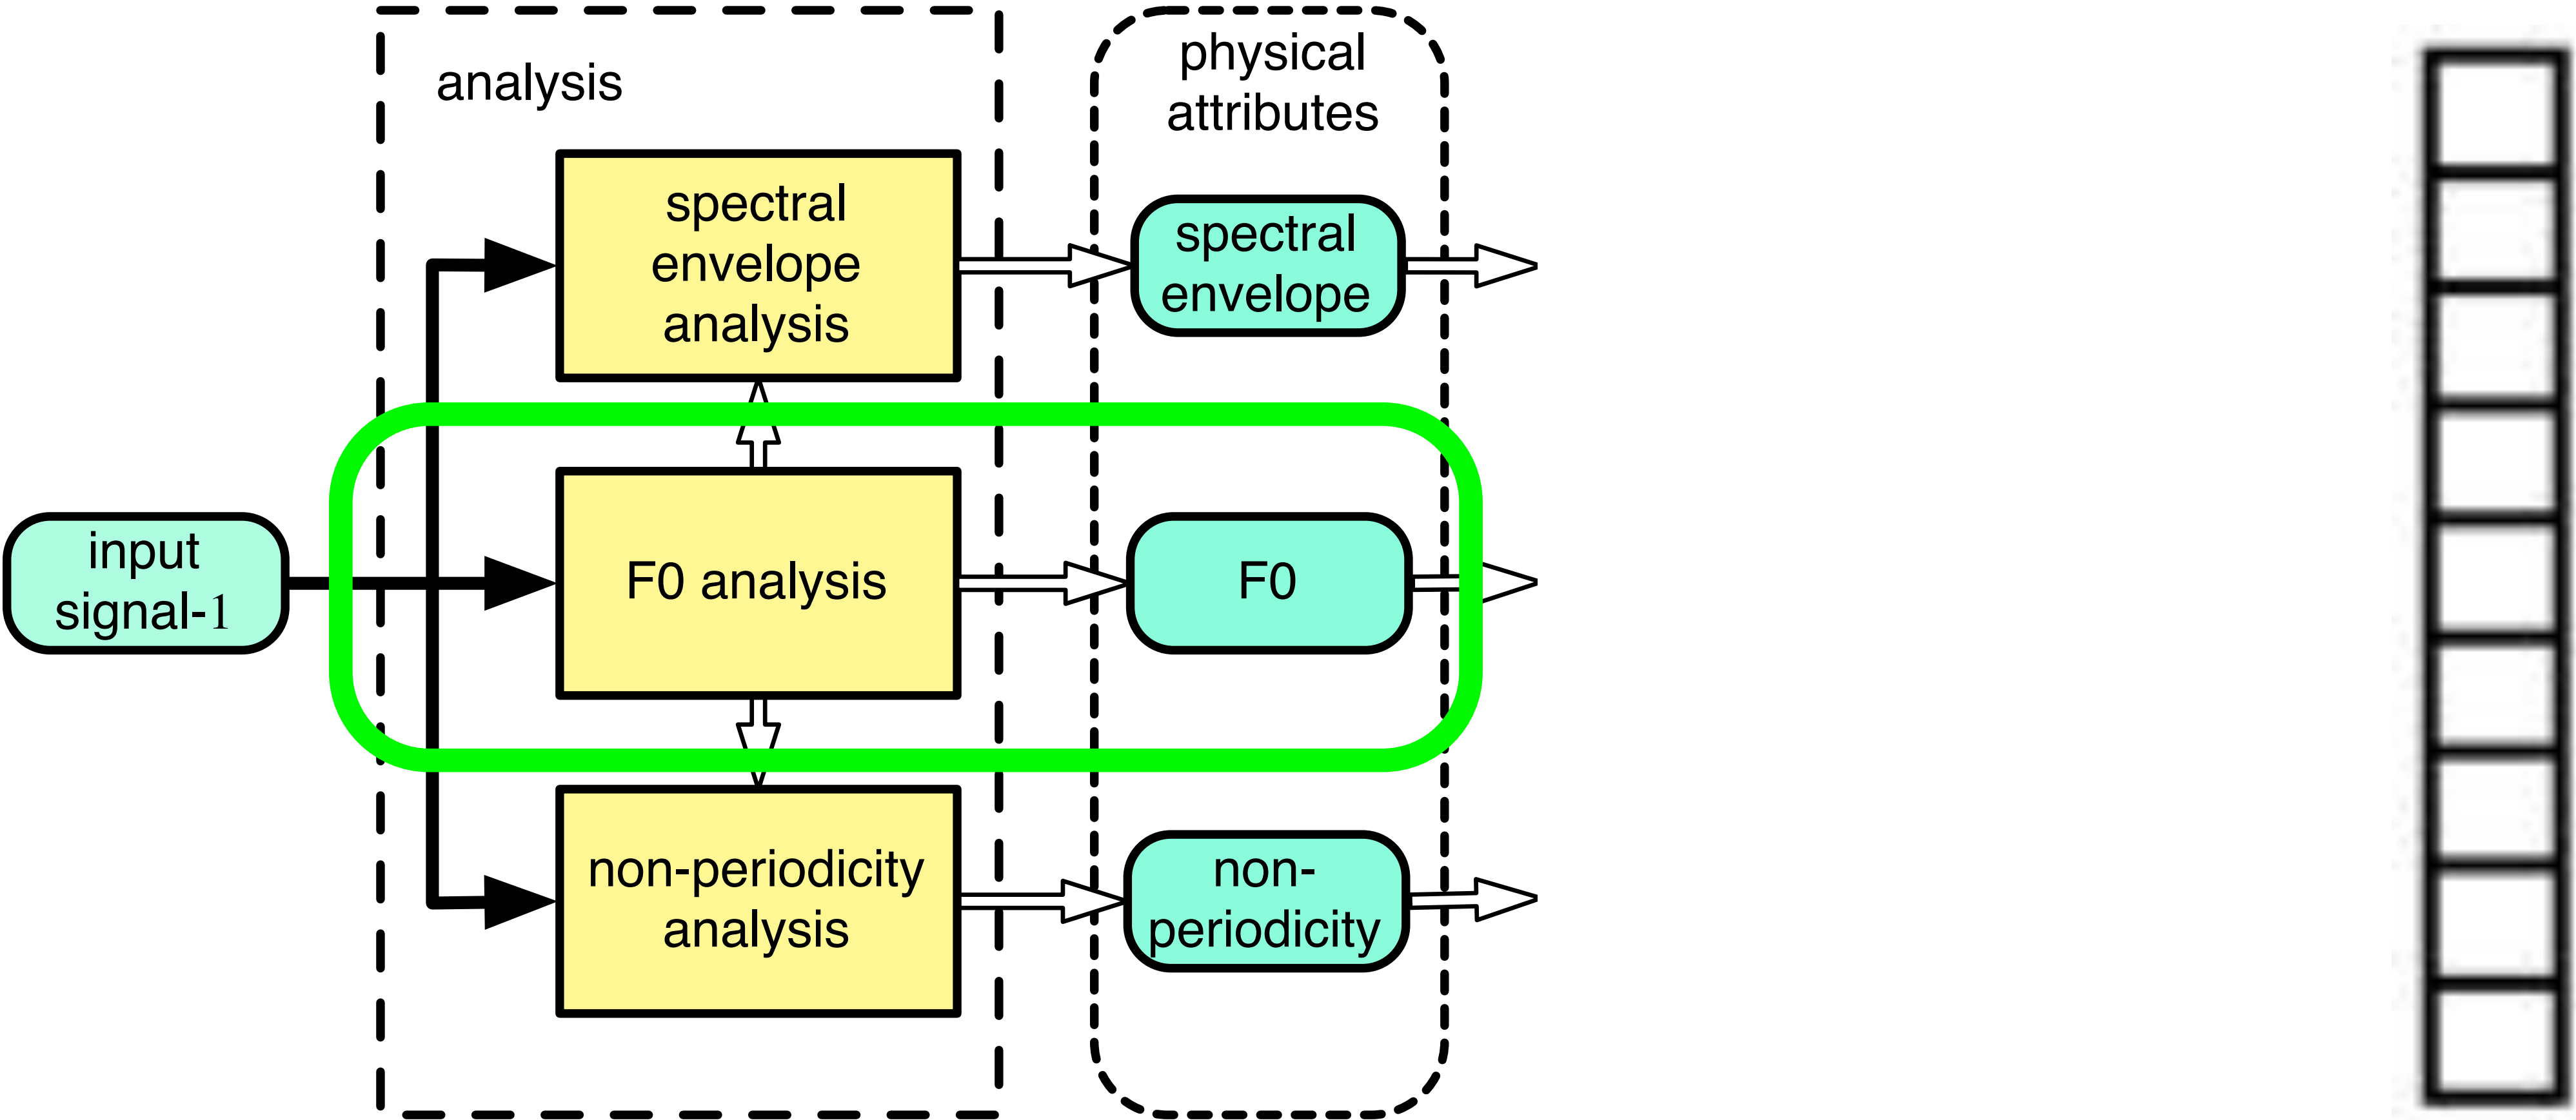 analysis
physical
attributes
spectral
envelope
analysis
spectral
envelope
input
signal-1
F0 analysis
F0
non-periodicity
analysis
non-
periodicity